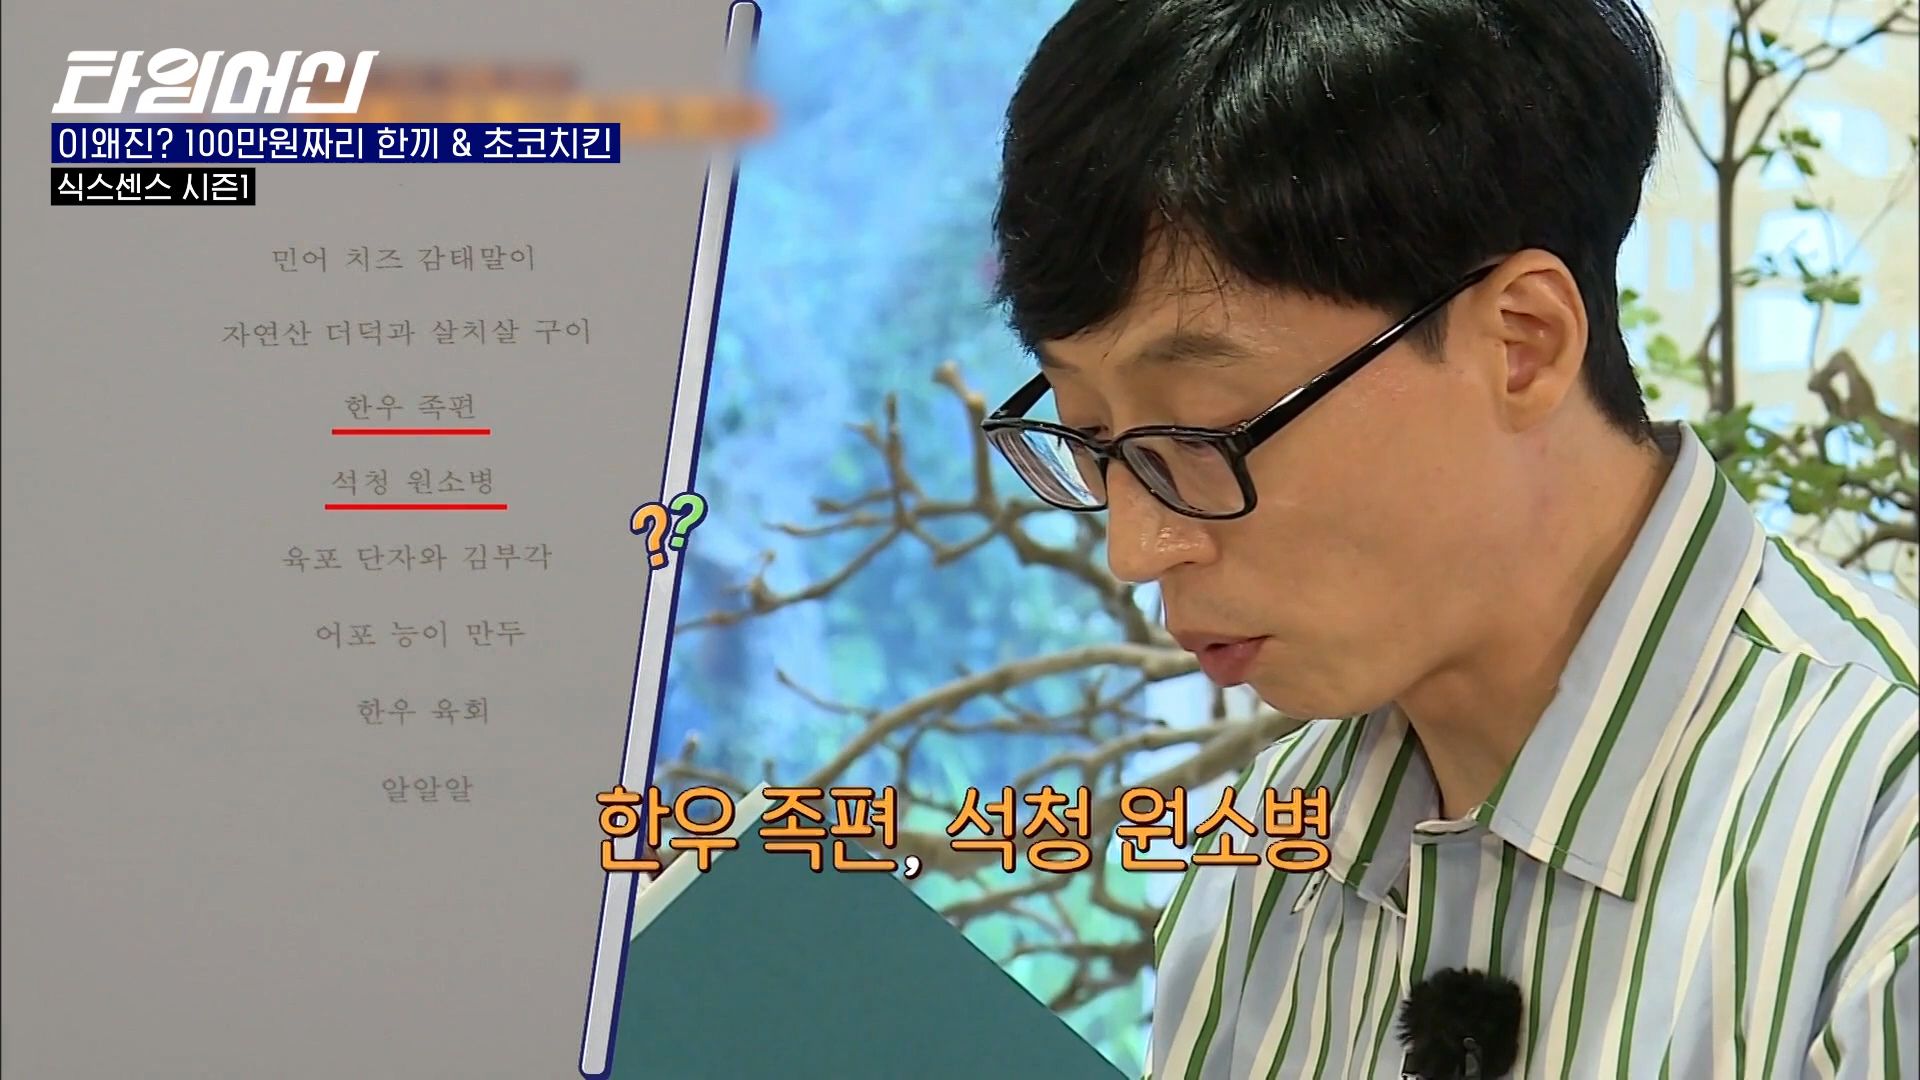 타임어신
이왜진? 100만원짜리 한끼 & 초코치킨
식스센스 시즌1
민어 치즈 감태말이
자연산 더덕과 살치살 구이
한우 족편
석청 원소병
육포 단자와 김부각
어포 능이 만두
한우 육회
알알알
??
한우 족편, 석청 원소병